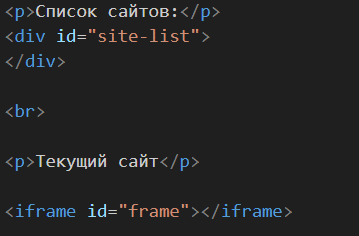 <p>Список сайтов:</p>
<div id="site-list">
</div>
<br>
<p>Текущий сайт</p>
<iframe id="frame"></iframe>